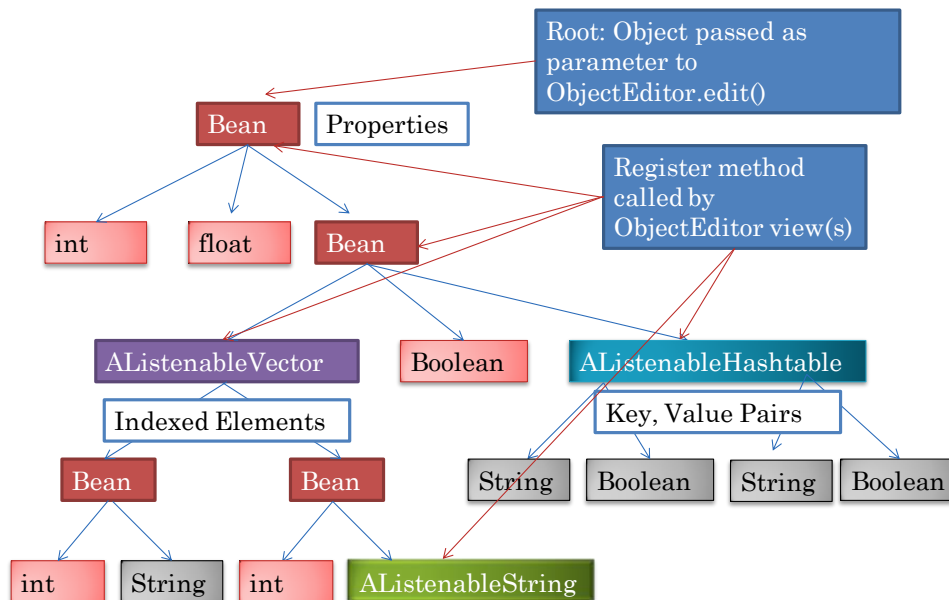 Root: Object passed as
parameter to
ObjectEditor.edit()
Bean
Properties
Register method
called by
ObjectEditor view(s)
int
float
Bean
AListenableVector
Boolean
AListenableHashtable
Indexed Elements
Key, Value Pairs
Bean
Bean
String
Boolean
String
Boolean
int
String
int
AListenableString